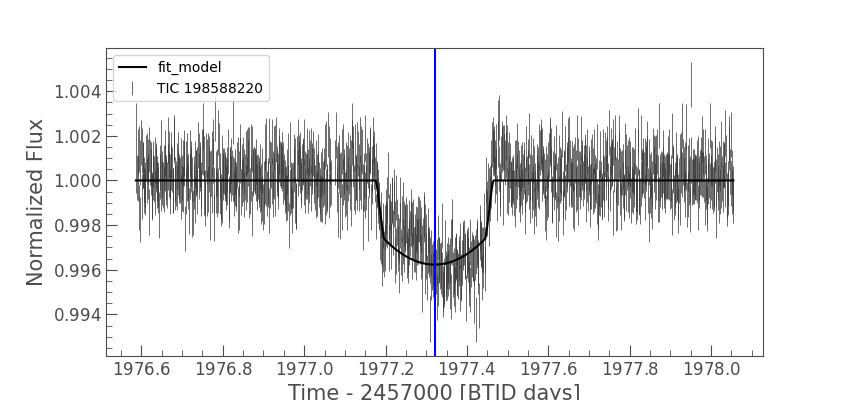 fit_model
TIC 198588220
1.004
1.002
1.000
0.998
0.996
0.994
Normalized Flux
1976.6 1976.8 1977.0 1977.2 1977.4 1977.6 1977.8 1978.0
Time - 2457000 [BTJD days]